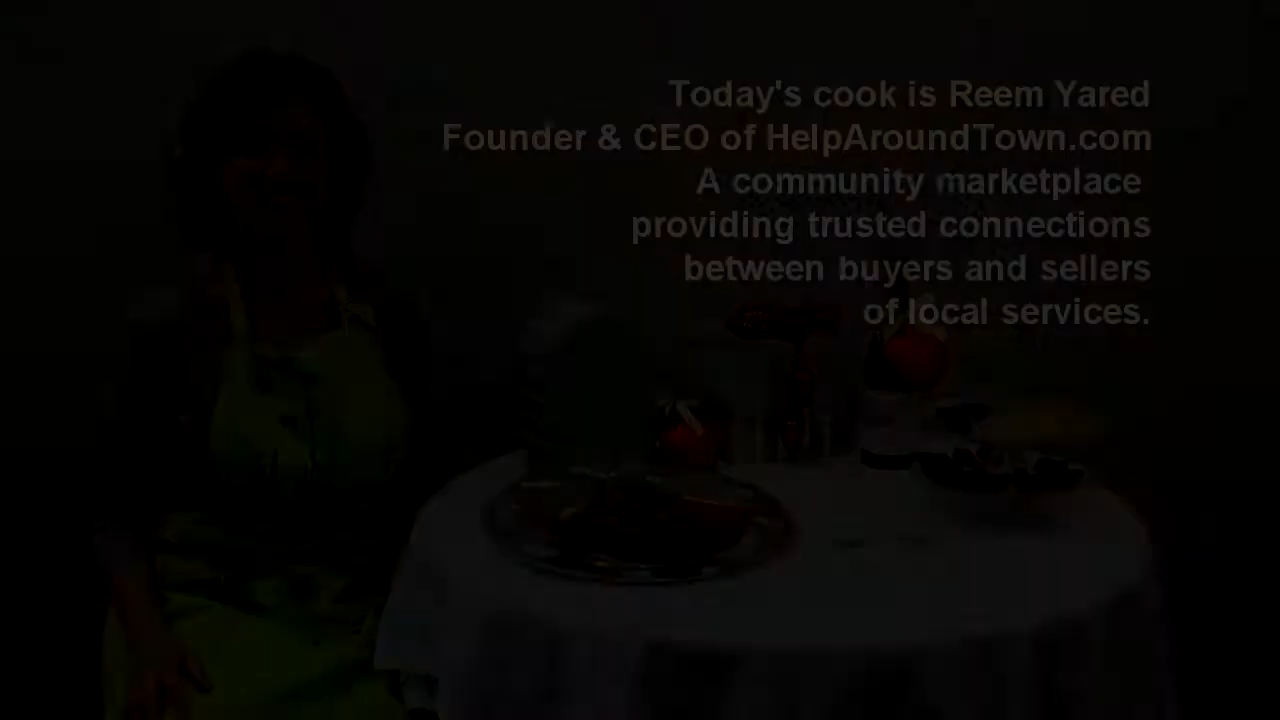 Today's cook is Reem Yared
Founder & CEO of HelpAroundTown.com
A community marketplace
providing trusted connections
between buyers and sellers
of local services.